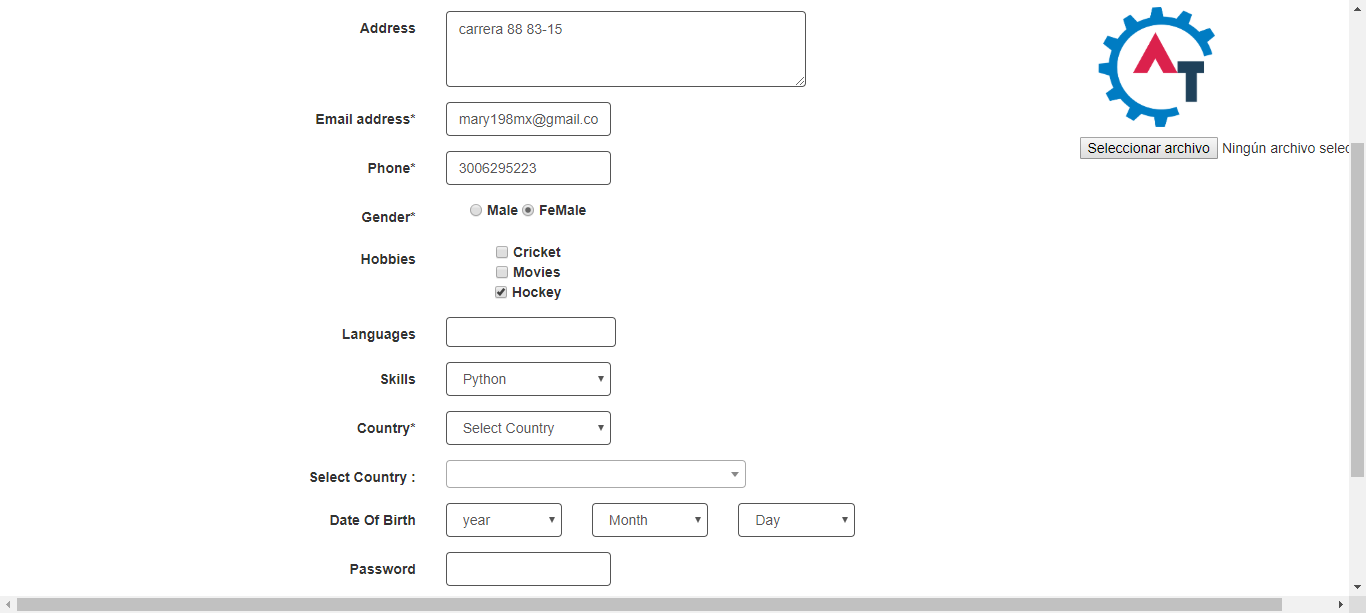 Address carrera 88 83-15
Seleccionar archivo Ningún archivo selec
Email address* mary198mx@gmail.co
Phone* 3006295223
Gender* Male FeMale
Hobbies Cricket
Movies
Hockey
Languages
Skills Python
Country* Select Country
Select Country :
Date Of Birth year Month Day
Password